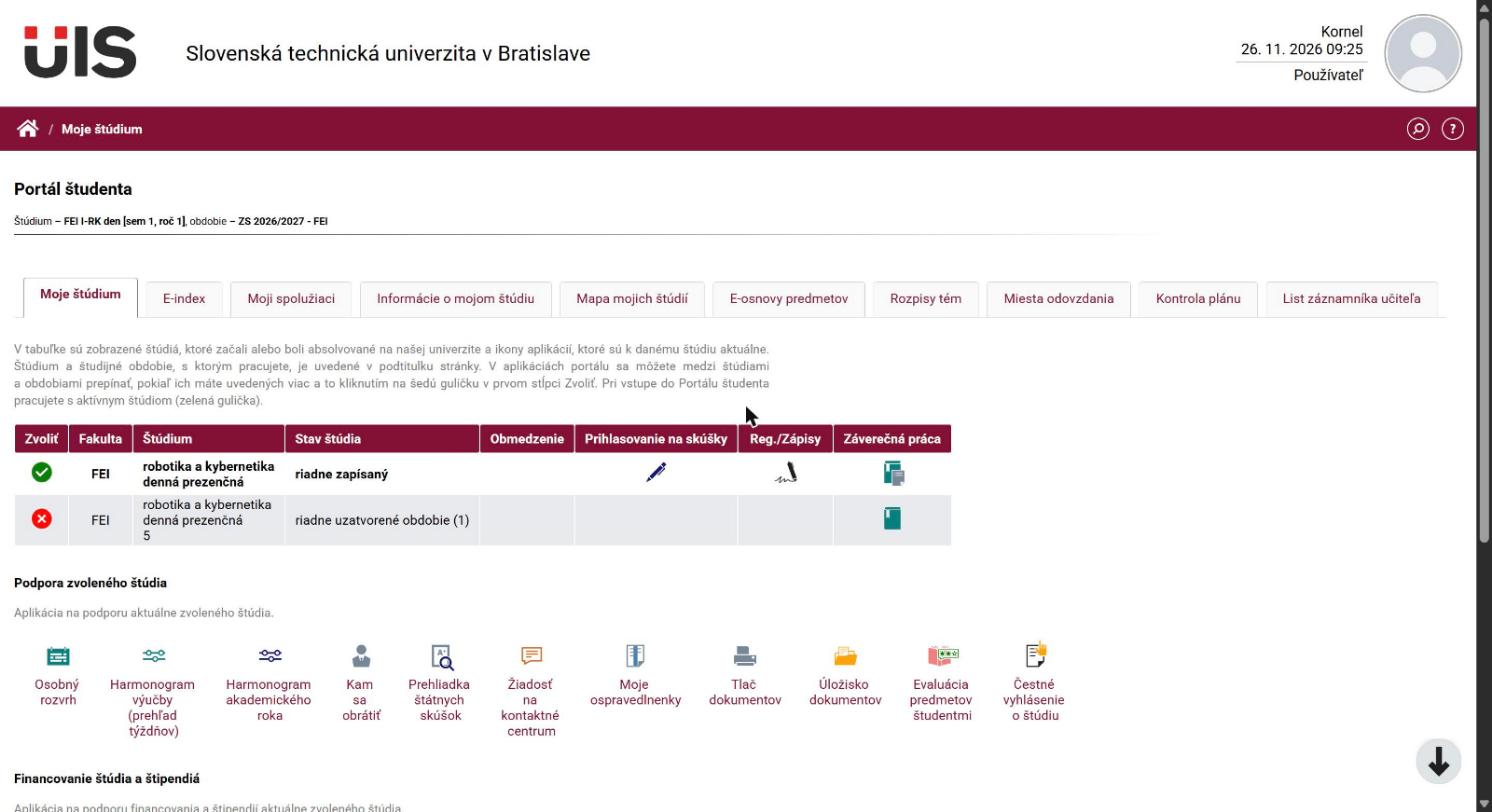 ÚIS
Slovenská technická univerzita v Bratislave
Kornel
26. 11. 2026 09:25
Používateľ
/ Moje štúdium
?
Portál študenta
Štúdium – FEI I-RK den [sem 1, roč 1], obdobie – ZS 2026/2027 - FEI
Moje štúdium
E-index
Moji spolužiaci
Informácie o mojom štúdiu
Mapa mojich štúdií
E-osnovy predmetov
Rozpisy tém
Miesta odovzdania
Kontrola plánu
List záznamníka učiteľa
V tabuľke sú zobrazené štúdiá, ktoré začali alebo boli absolvované na našej univerzite a ikony aplikácií, ktoré sú k danému štúdiu aktuálne.
Štúdium a študijné obdobie, s ktorým pracujete, je uvedené v podtitulku stránky. V aplikáciách portálu sa môžete medzi štúdiami
a obdobiami prepínať, pokiaľ ich máte uvedených viac a to kliknutím na šedú guličku v prvom stĺpci Zvoliť. Pri vstupe do Portálu študenta
pracujete s aktívnym štúdiom (zelená gulička).
Zvoliť Fakulta Štúdium Stav štúdia Obmedzenie Prihlasovanie na skúšky Reg./Zápisy Záverečná práca
FEI
robotika a kybernetika
denná prezenčná
riadne zapísaný
FEI
robotika a kybernetika
denná prezenčná
5
riadne uzatvorené obdobie (1)
Podpora zvoleného štúdia
Aplikácia na podporu aktuálne zvoleného štúdia.
Osobný
rozvrh
Harmonogram
výučby
(prehľad
týždňov)
Harmonogram
akademického
roka
Kam
sa
obrátiť
Prehliadka
štátnych
skúšok
Žiadosť
na
kontaktné
centrum
Moje
ospravedlnenky
Tlač
dokumentov
Úložisko
dokumentov
Evaluácia
predmetov
študentmi
Čestné
vyhlásenie
o štúdiu
Financovanie štúdia a štipendiá
Aplikácia na podporu financovania a štipendií aktuálne zvoleného štúdia.